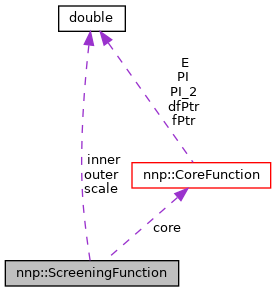 double
E
PI
PI_2
dfPtr
fPtr
inner
outer
scale
nnp::CoreFunction
core
nnp::ScreeningFunction